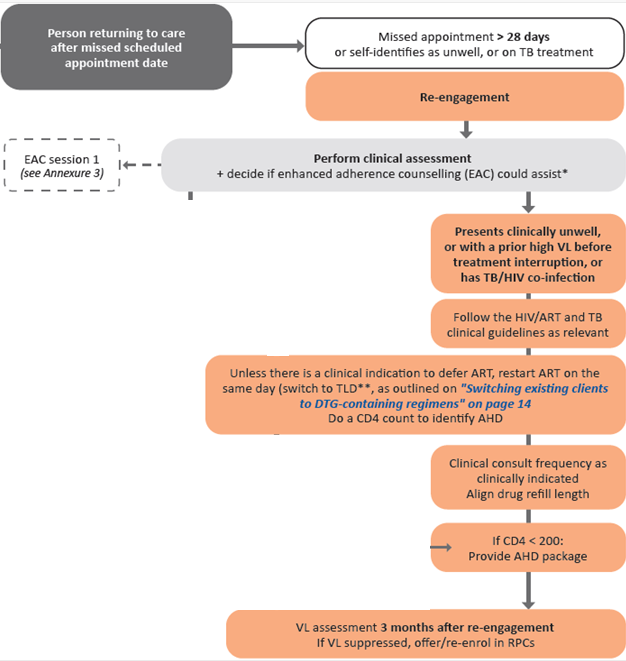 Person returning to care
after missed scheduled
appointment date
Missed appointment > 28 days
or self-identifies as unwell, or on TB treatment
Re-engagement
EAC session 1
(see Annexure 3)
Perform clinical assessment
+ decide if enhanced adherence counselling (EAC) could assist*
Presents clinically unwell,
or with a prior high VL before
treatment interruption, or
has TB/HIV co-infection
Follow the HIV/ART and TB
clinical guidelines as relevant
Unless there is a clinical indication to defer ART, restart ART on the
same day (switch to TLD**, as outlined on "Switching existing clients
to DTG-containing regimens" on page 14
Do a CD4 count to identify AHD
Clinical consult frequency as
clinically indicated
Align drug refill length
If CD4 < 200:
Provide AHD package
VL assessment 3 months after re-engagement
If VL suppressed, offer/re-enrol in RPCs